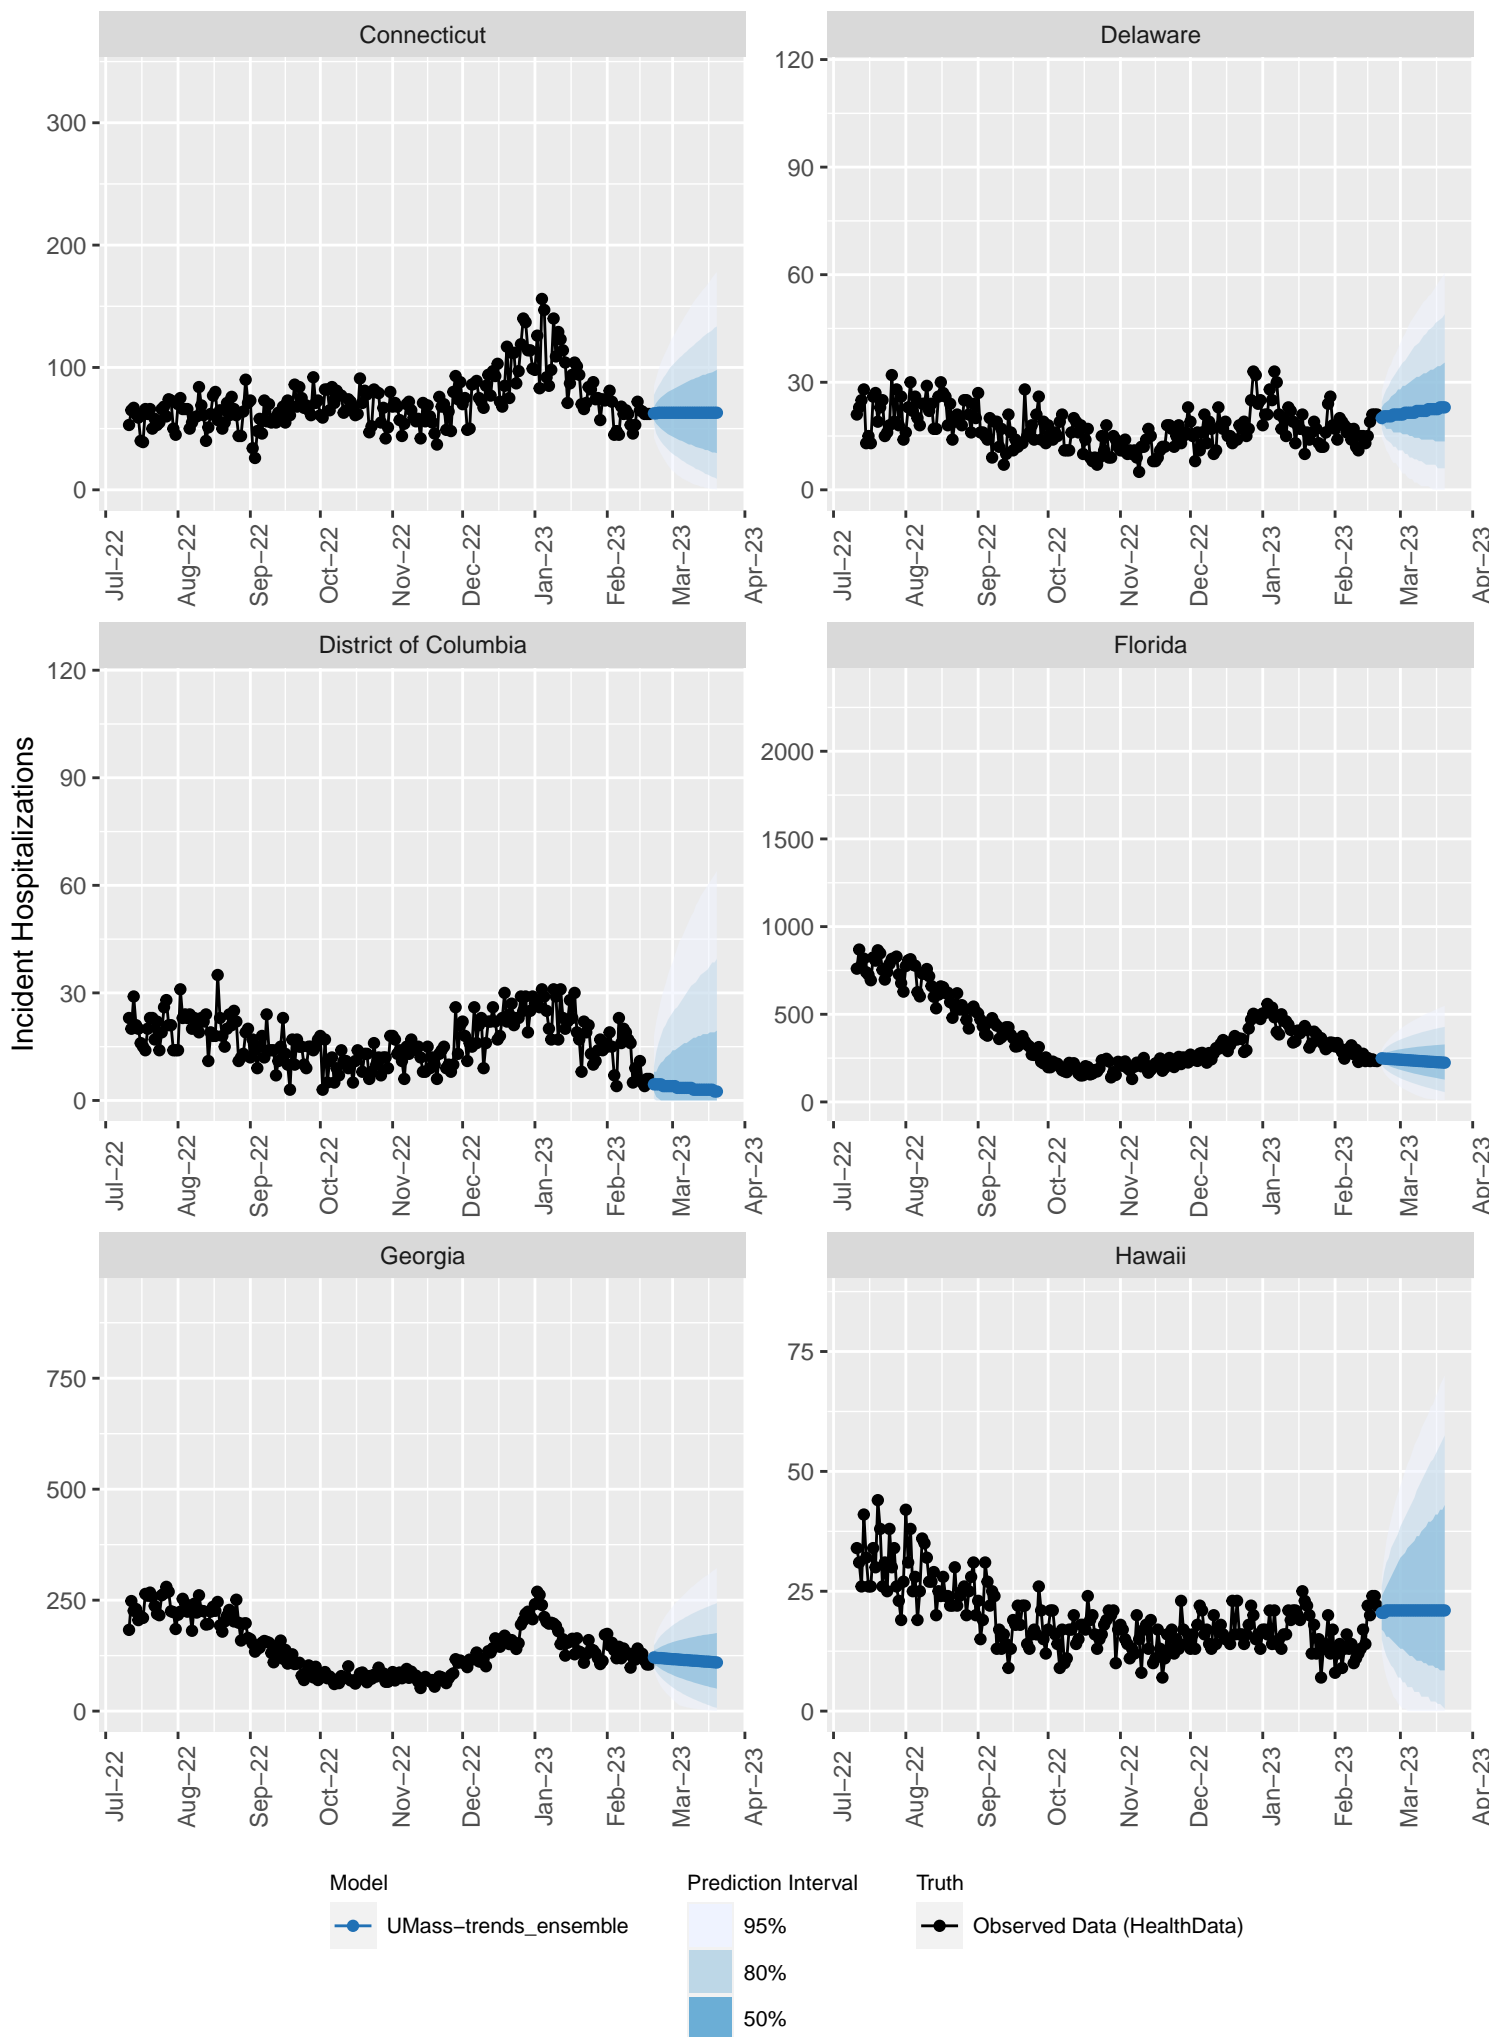 Connecticut
Delaware
300
200
100
0
120
90
60
30
0
Jul−22
Aug−22
Sep−22
Oct−22
Nov−22
Dec−22
Jan−23
Feb−23
Mar−23
Apr−23
Jul−22
Aug−22
Sep−22
Oct−22
Nov−22
Dec−22
Jan−23
Feb−23
Mar−23
Apr−23
District of Columbia
Florida
Incident Hospitalizations
120
90
60
30
0
2000
1500
1000
500
0
Jul−22
Aug−22
Sep−22
Oct−22
Nov−22
Dec−22
Jan−23
Feb−23
Mar−23
Apr−23
Jul−22
Aug−22
Sep−22
Oct−22
Nov−22
Dec−22
Jan−23
Feb−23
Mar−23
Apr−23
Georgia
Hawaii
750
500
250
0
75
50
25
0
Jul−22
Aug−22
Sep−22
Oct−22
Nov−22
Dec−22
Jan−23
Feb−23
Mar−23
Apr−23
Jul−22
Aug−22
Sep−22
Oct−22
Nov−22
Dec−22
Jan−23
Feb−23
Mar−23
Apr−23
Model
UMass−trends_ensemble
Prediction Interval
95%
80%
50%
Truth
Observed Data (HealthData)